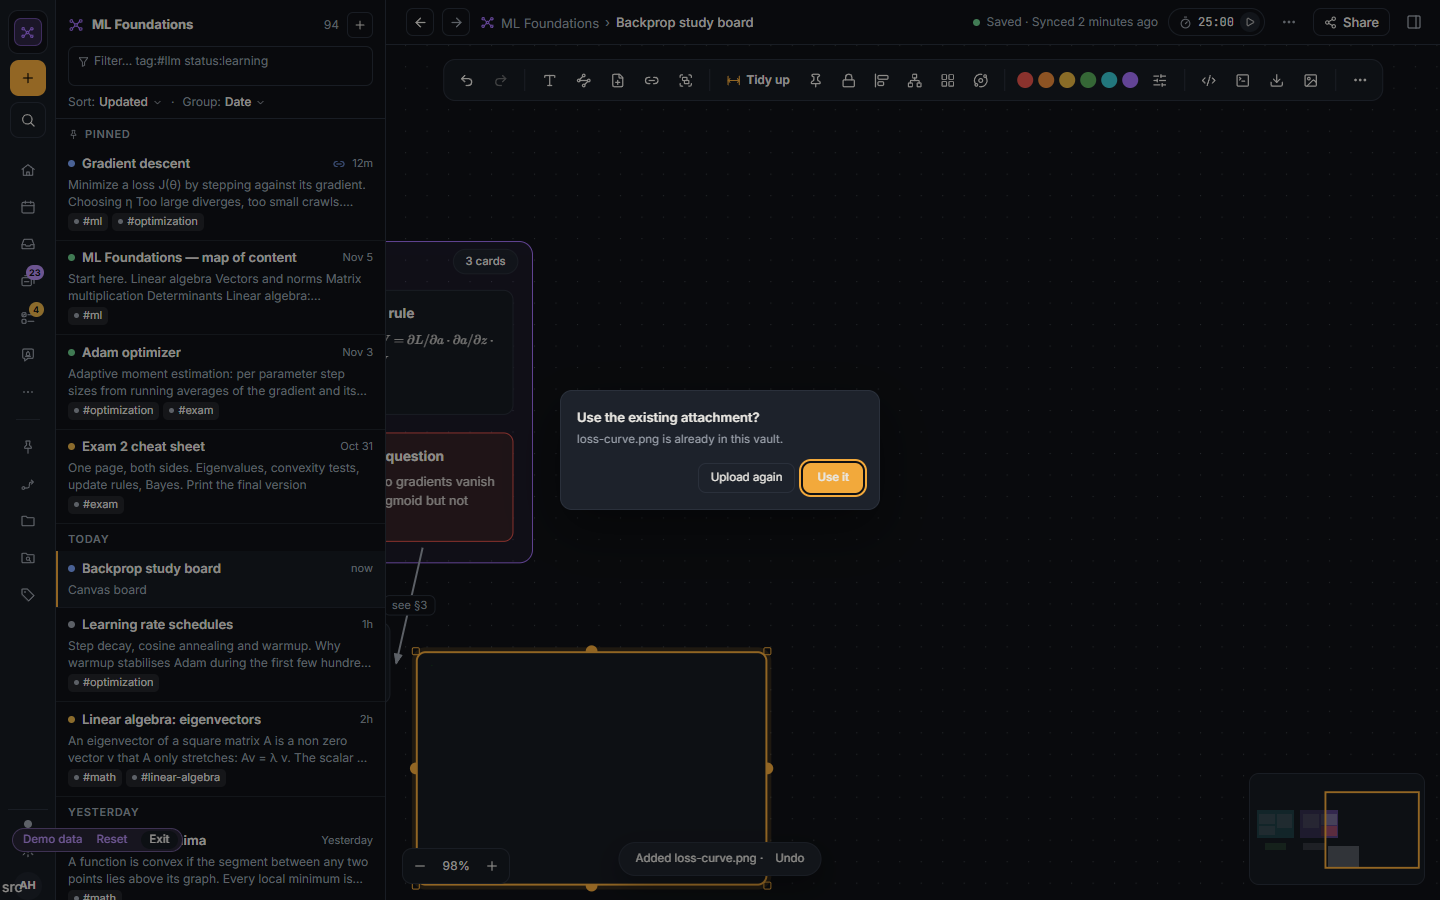 ML Foundations
94
Filter... tag:#llm status:learning
Sort: Updated · Group: Date
PINNED
Gradient descent
12m
Minimize a loss J(θ) by stepping against its gradient.
Choosing η Too large diverges, too small crawls....
#ml #optimization
ML Foundations — map of content
Nov 5
Start here. Linear algebra Vectors and norms Matrix
multiplication Determinants Linear algebra:...
#ml
Adam optimizer
Nov 3
Adaptive moment estimation: per parameter step
sizes from running averages of the gradient and its...
#optimization #exam
Exam 2 cheat sheet
Oct 31
One page, both sides. Eigenvalues, convexity tests,
update rules, Bayes. Print the final version
#exam
TODAY
Backprop study board
now
Canvas board
Learning rate schedules
1h
Step decay, cosine annealing and warmup. Why
warmup stabilises Adam during the first few hundre...
#optimization
Linear algebra: eigenvectors
2h
An eigenvector of a square matrix A is a non zero
vector v that A only stretches: Av = λ v. The scalar ...
#math #linear-algebra
YESTERDAY
ima
Yesterday
A function is convex if the segment between any two
points lies above its graph. Every local minimum is...
#math
23
4
Demo data Reset Exit
src
AH
ML Foundations › Backprop study board
Saved · Synced 2 minutes ago
25:00
Share
Tidy up
3 cards
rule
= ∂L/∂a · ∂a/∂z ·
question
o gradients vanish
gmoid but not
see §3
Use the existing attachment?
loss-curve.png is already in this vault.
Upload again
Use it
98%
Added loss-curve.png · Undo